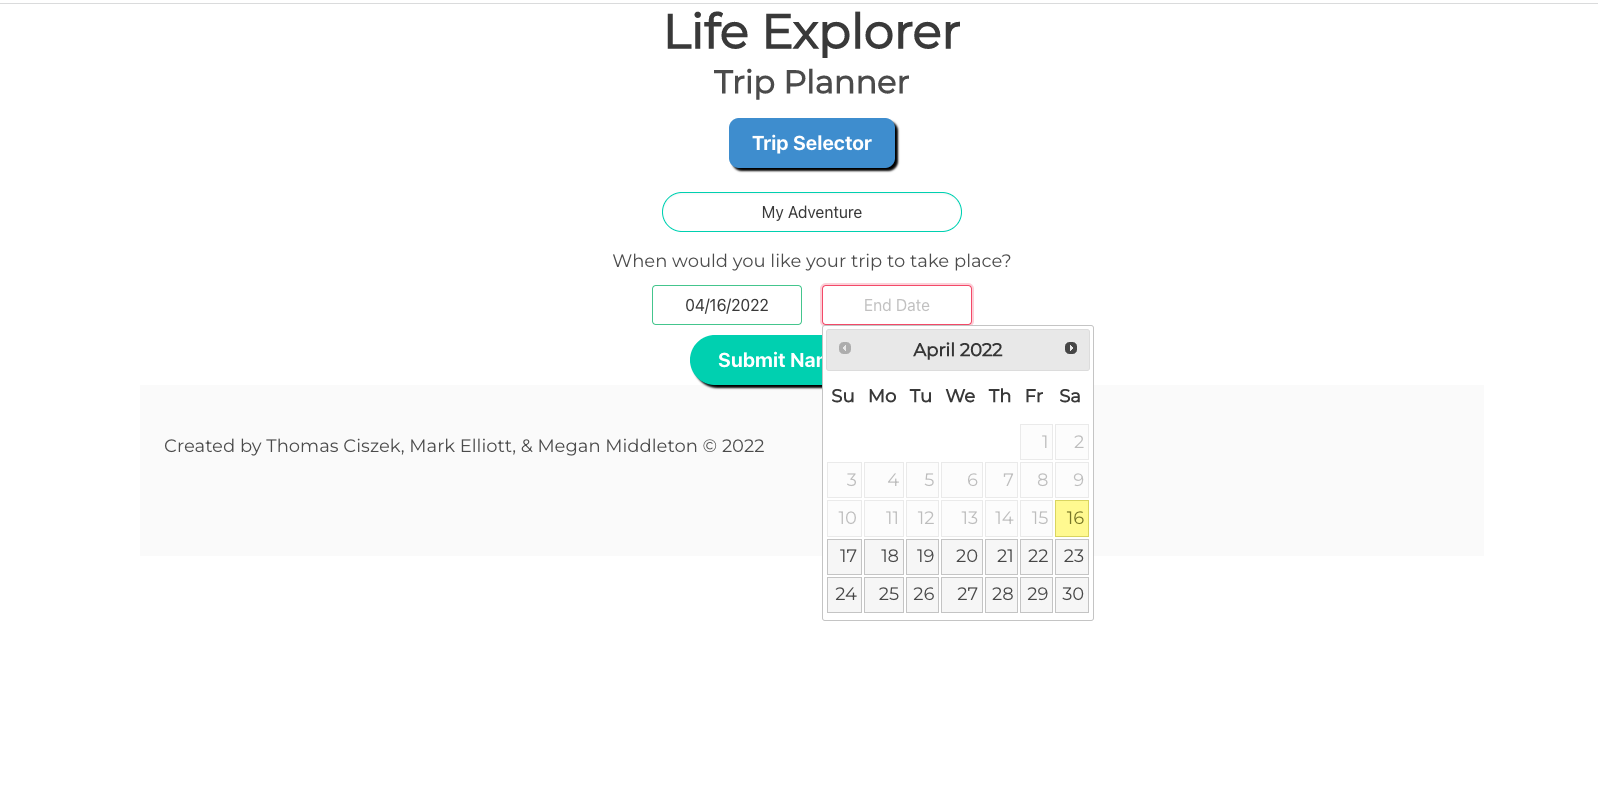 Life Explorer
Trip Planner
Trip Selector
My Adventure
When would you like your trip to take place?
04/16/2022 End Date
Submit
April 2022
Su Mo Tu We Th Fr Sa
1 2
3 4 5 6 7 8 9
10 11 12 13 14 15 16
17 18 19 20 21 22 23
24 25 26 27 28 29 30
Created by Thomas Ciszek, Mark Elliott, & Megan Middleton © 2022